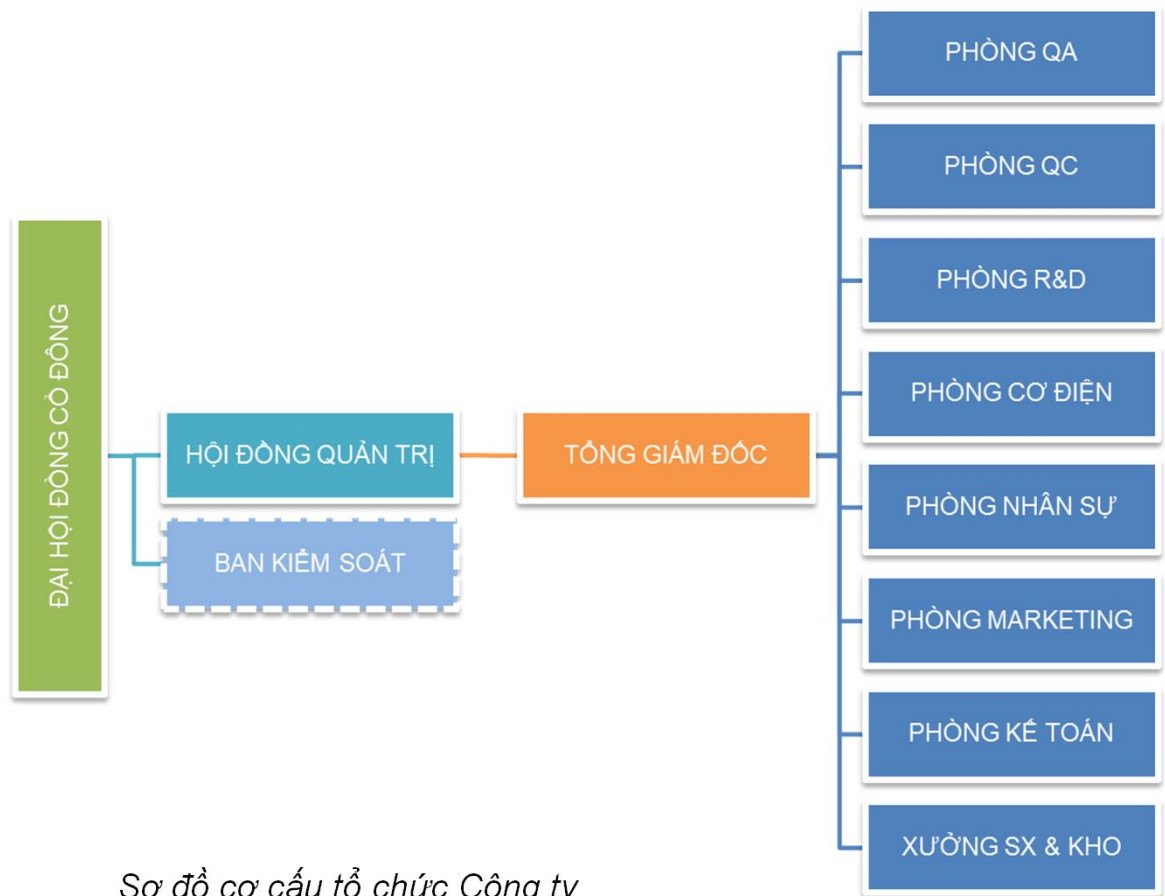 ĐẠI HỘI ĐỒNG CỔ ĐÔNG
HỘI ĐỒNG QUẢN TRỊ
BAN KIỂM SOÁT
TỔNG GIÁM ĐỐC
PHÒNG QA
PHÒNG QC
PHÒNG R&D
PHÒNG CƠ ĐIỆN
PHÒNG NHÂN SỰ
PHÒNG MARKETING
PHÒNG KẾ TOÁN
XƯỞNG SX & KHO
Sơ đồ cơ cấu tổ chức Công ty